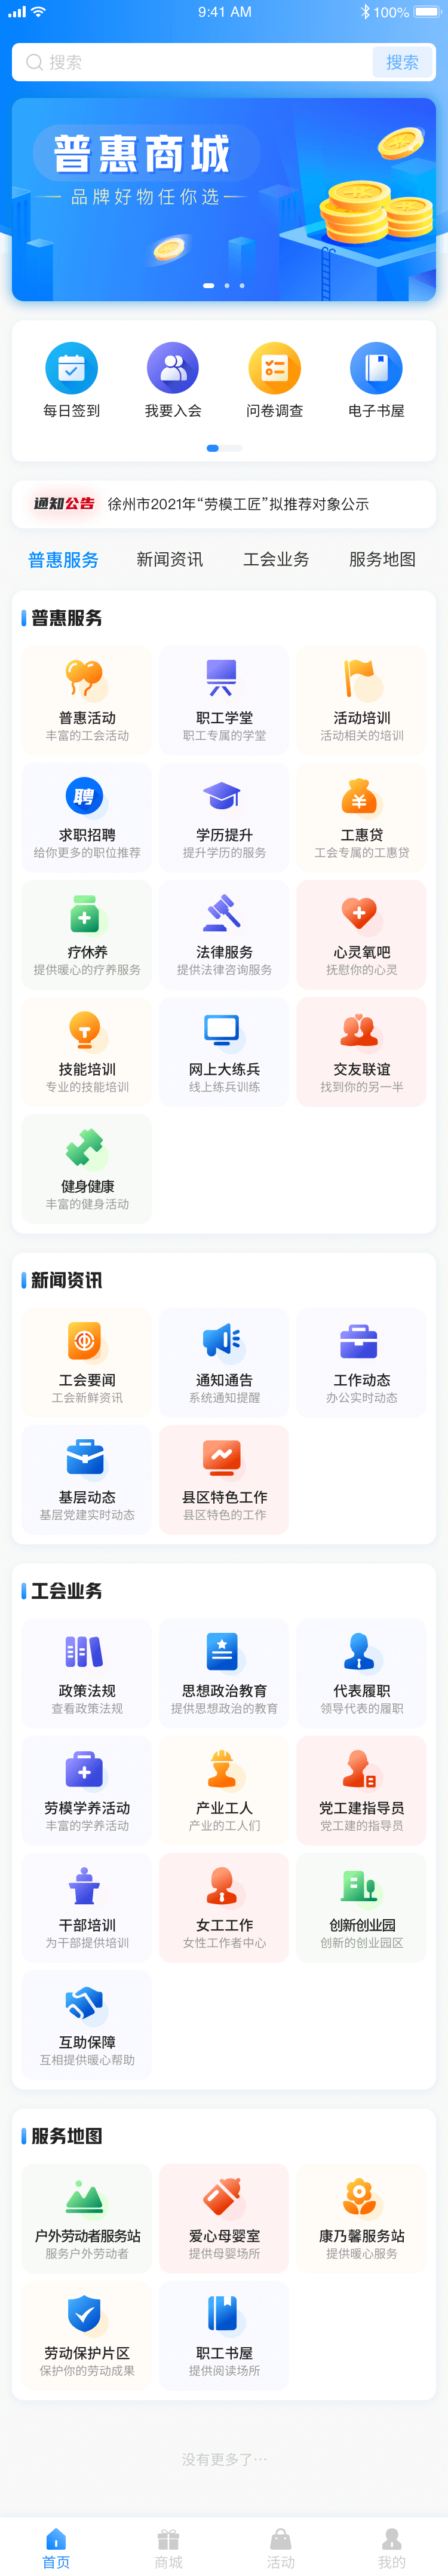 9:41 AM
100%
搜索
搜索
普惠商城
品牌好物任你选
每日签到
我要入会
问卷调查
电子书屋
通知公告
徐州市2021年“劳模工匠”拟推荐对象公示
普惠服务
新闻资讯
工会业务
服务地图
普惠服务
普惠活动
丰富的工会活动
职工学堂
职工专属的学堂
活动培训
活动相关的培训
聘
求职招聘
给你更多的职位推荐
学历提升
提升学历的服务
工惠贷
工会专属的工惠贷
疗休养
提供暖心的疗养服务
法律服务
提供法律咨询服务
心灵氧吧
抚慰你的心灵
技能培训
专业的技能培训
网上大练兵
线上练兵训练
交友联谊
找到你的另一半
健身健康
丰富的健身活动
新闻资讯
工会要闻
工会新鲜资讯
通知通告
系统通知提醒
工作动态
办公实时动态
基层动态
基层党建实时动态
县区特色工作
县区特色的工作
工会业务
政策法规
查看政策法规
思想政治教育
提供思想政治的教育
代表履职
领导代表的履职
劳模学养活动
丰富的学养活动
产业工人
产业的工人们
党工建指导员
党工建的指导员
干部培训
为干部提供培训
女工工作
女性工作者中心
创新创业园
创新的创业园区
互助保障
互相提供暖心帮助
服务地图
户外劳动者服务站
服务户外劳动者
爱心母婴室
提供母婴场所
康乃馨服务站
提供暖心服务
劳动保护片区
保护你的劳动成果
职工书屋
提供阅读场所
没有更多了…
首页
商城
活动
我的